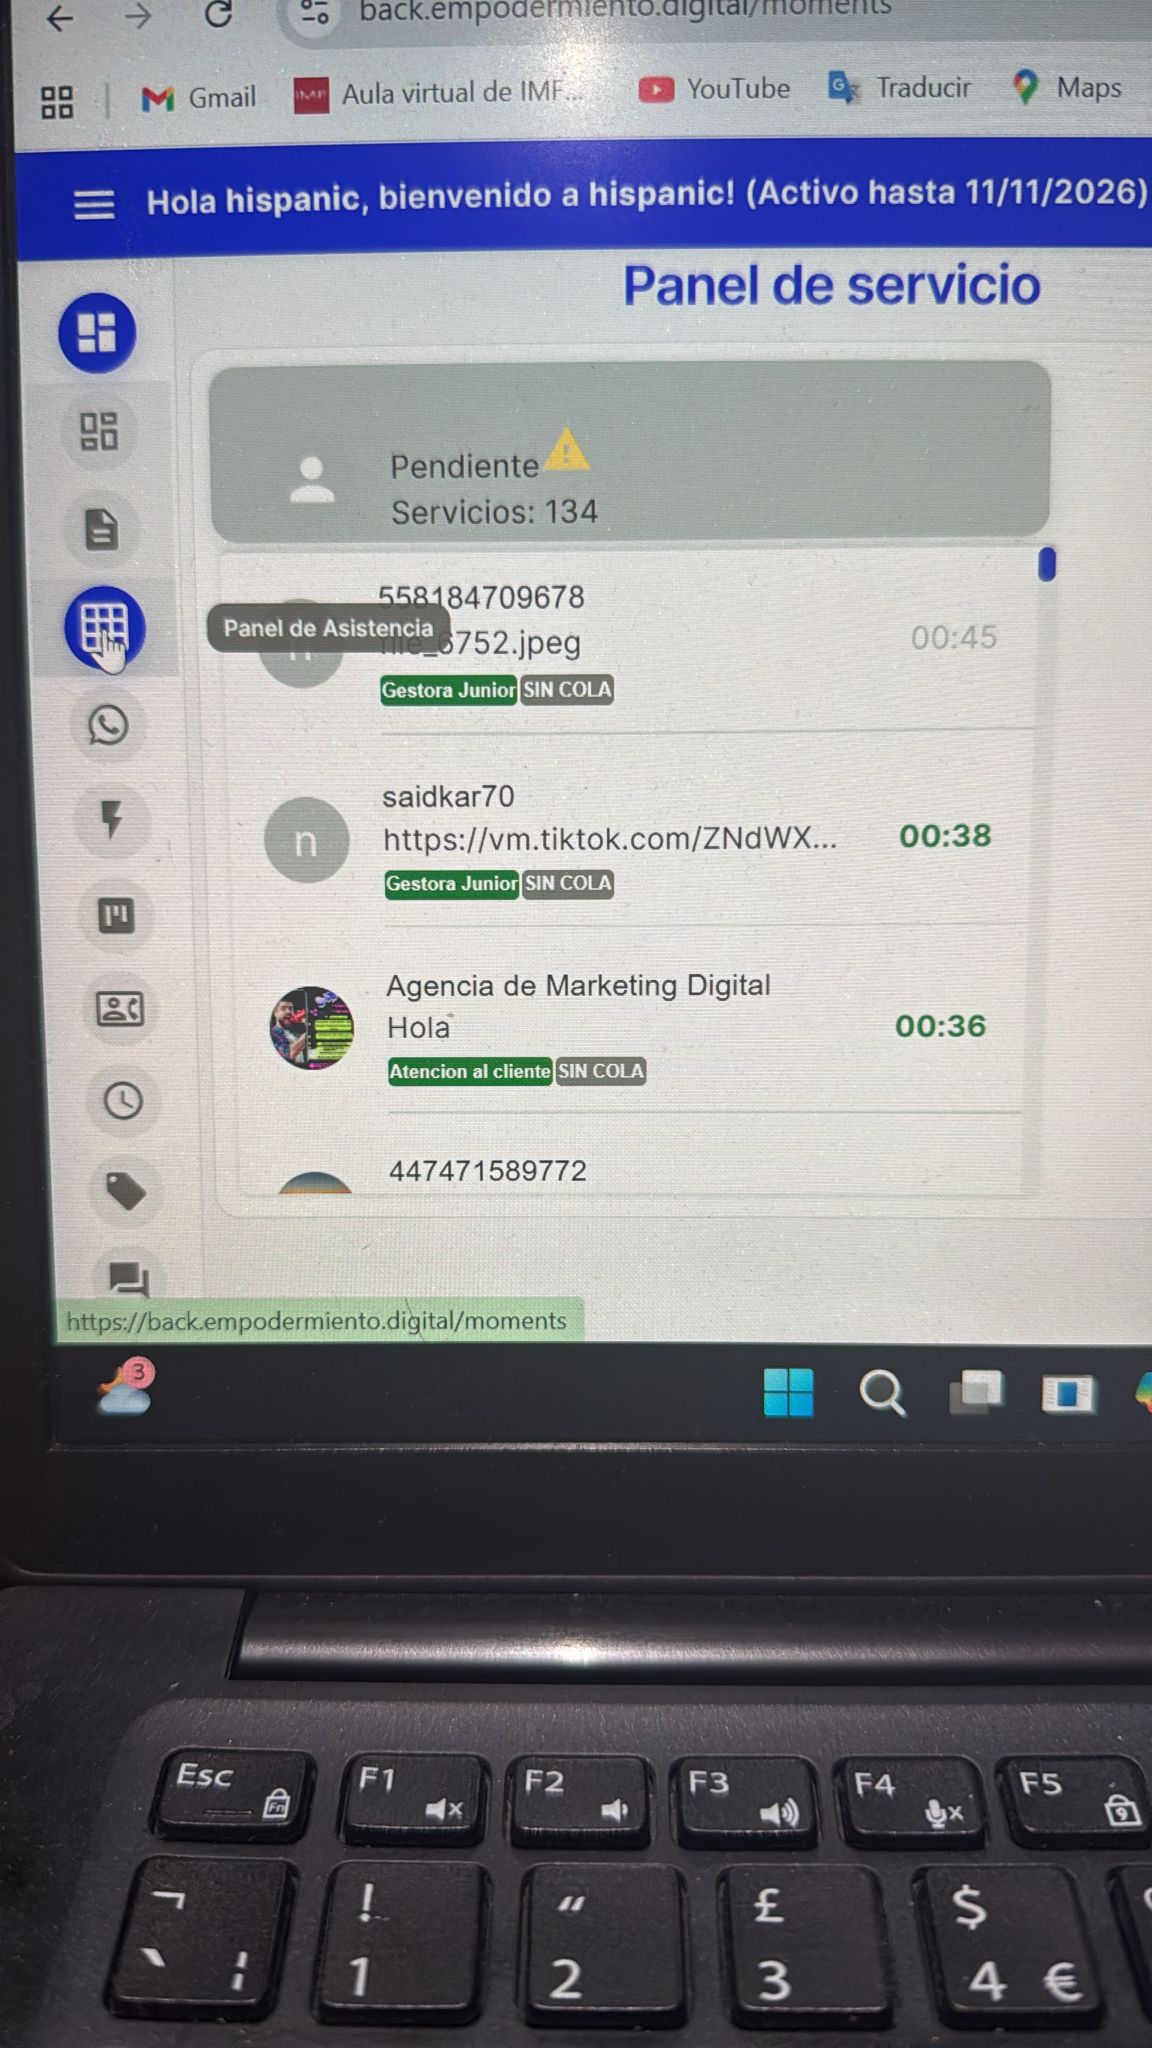 back.empodermiento.digital/moments
Gmail
Aula virtual de IMF...
YouTube
Traducir
Maps
Hola hispanic, bienvenido a hispanic! (Activo hasta 11/11/2026)
Panel de servicio
Pendiente
Servicios: 134
558184709678
Panel de Asistencia
6752.jpeg
00:45
Gestora Junior SIN COLA
n
saidkar70
https://vm.tiktok.com/ZNdWX...
00:38
Gestora Junior SIN COLA
Agencia de Marketing Digital
Hola
00:36
Atencion al cliente SIN COLA
447471589772
https://back.empodermiento.digital/moments
3
Esc
Fn
F1
F2
F3
F4
F5
9
¬
` ¦
!
1
"
2
£
3
$
4 €